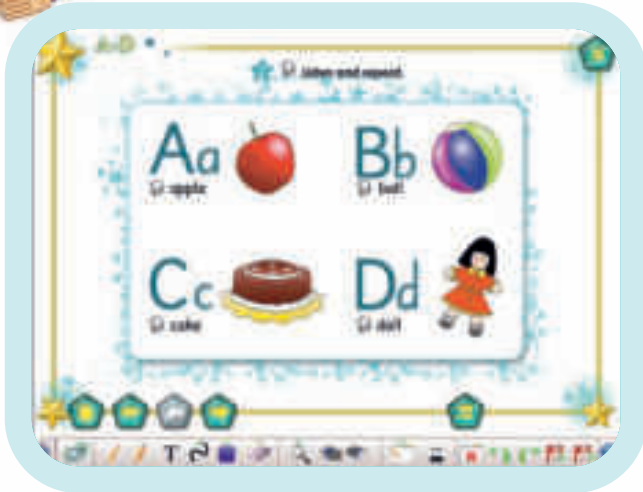 A-D
Listen and repeat.
Aa
apple
Bb
ball
Cc
cake
Dd
doll
T